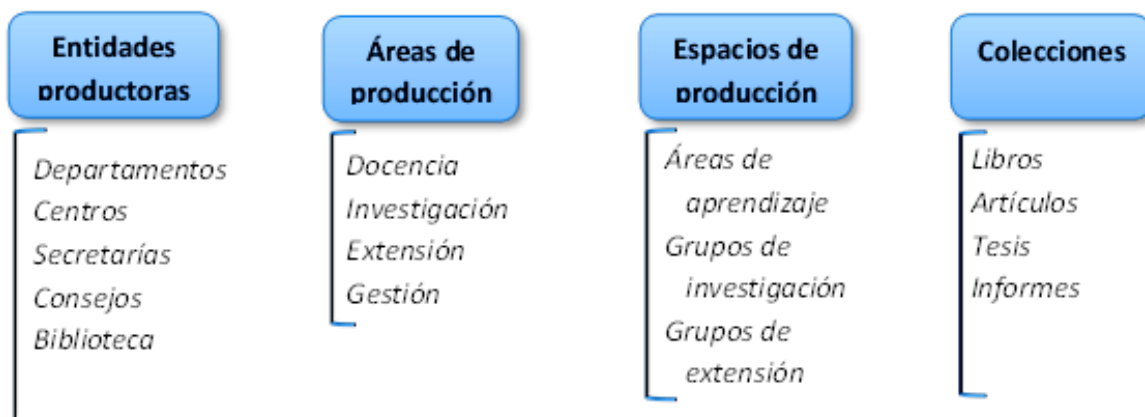 Entidades
productoras
Departamentos
Centros
Secretarías
Consejos
Biblioteca
Áreas de
producción
Docencia
Investigación
Extensión
Gestión
Espacios de
producción
Áreas de
aprendizaje
Grupos de
investigación
Grupos de
extensión
Colecciones
Libros
Artículos
Tesis
Informes